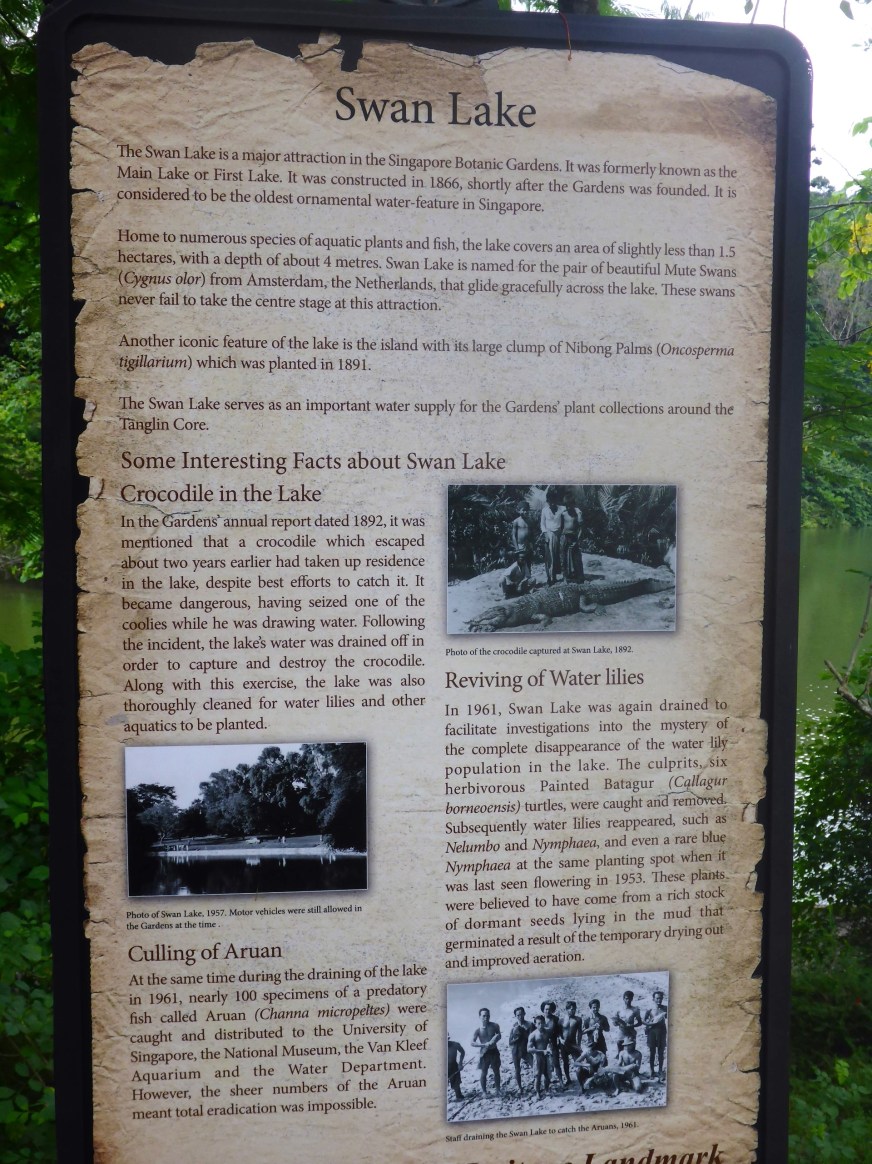 Swan Lake
The Swan Lake is a major attraction in the Singapore Botanic Gardens. It was formerly known as the
Main Lake or First Lake. It was constructed in 1866, shortly after the Gardens was founded. It is
considered to be the oldest ornamental water-feature in Singapore.
Home to numerous species of aquatic plants and fish, the lake covers an area of slightly less than 1.5
hectares, with a depth of about 4 metres. Swan Lake is named for the pair of beautiful Mute Swans
(Cygnus olor) from Amsterdam, the Netherlands, that glide gracefully across the lake. These swans
never fail to take the centre stage at this attraction.
Another iconic feature of the lake is the island with its large clump of Nibong Palms (Oncosperma
tigillarium) which was planted in 1891.
The Swan Lake serves as an important water supply for the Gardens' plant collections around the
Tanglin Core.
Some Interesting Facts about Swan Lake
Crocodile in the Lake
In the Gardens' annual report dated 1892, it was
mentioned that a crocodile which escaped
about two years earlier had taken up residence
in the lake, despite best efforts to catch it. It
became dangerous, having seized one of the
coolies while he was drawing water. Following
the incident, the lake's water was drained off in
order to capture and destroy the crocodile.
Along with this exercise, the lake was also
thoroughly cleaned for water lilies and other
aquatics to be planted.
Photo of Swan Lake, 1957. Motor vehicles were still allowed in
the Gardens at the time .
Culling of Aruan
At the same time during the draining of the lake
in 1961, nearly 100 specimens of a predatory
fish called Aruan (Channa micropeltes) were
caught and distributed to the University of
Singapore, the National Museum, the Van Kleef
Aquarium and the Water Department.
However, the sheer numbers of the Aruan
meant total eradication was impossible.
Photo of the crocodile captured at Swan Lake, 1892.
Reviving of Water lilies
In 1961, Swan Lake was again drained to
facilitate investigations into the mystery of
the complete disappearance of the water lily
population in the lake. The culprits, six
herbivorous Painted Batagur (Callagur
borneoensis) turtles, were caught and removed.
Subsequently water lilies reappeared, such as
Nelumbo and Nymphaea, and even a rare blue
Nymphaea at the same planting spot when it
was last seen flowering in 1953. These plants
were believed to have come from a rich stock
of dormant seeds lying in the mud that
germinated a result of the temporary drying out
and improved aeration.
Staff draining the Swan Lake to catch the Aruans, 1961.
Landmark